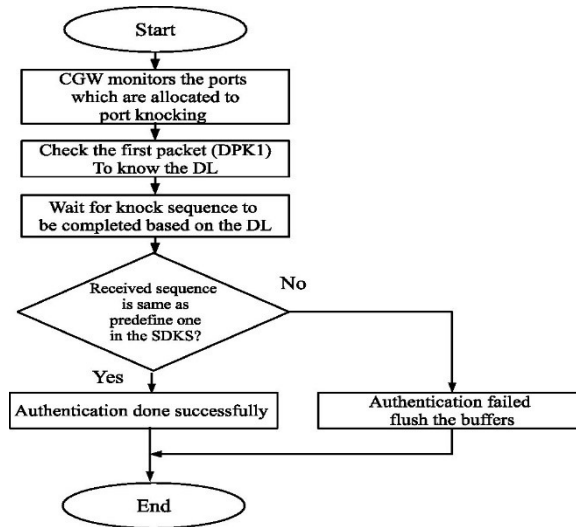 Start
CGW monitors the ports
which are allocated to
port knocking
Check the first packet (DPK1)
To know the DL
Wait for knock sequence to
be completed based on the DL
No
Received sequence
is same as
predefine one
in the SDKS?
Yes
Authentication done successfully
Authentication failed
flush the buffers
End